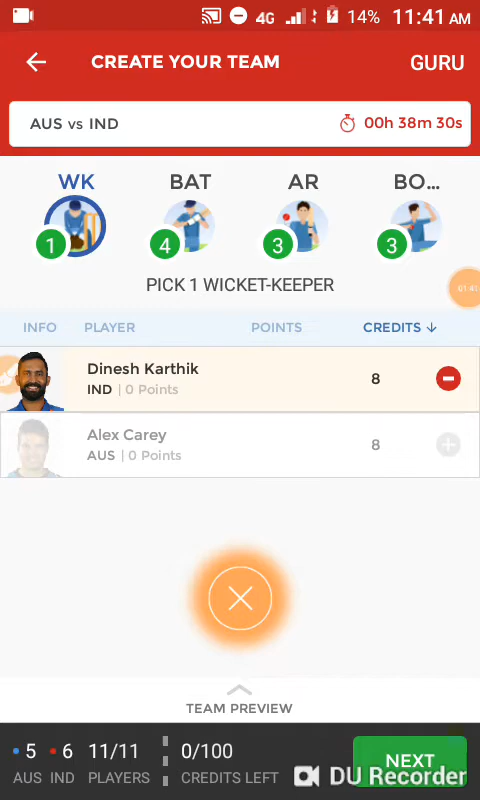 4G 14% 11:41 AM
CREATE YOUR TEAM GURU
AUS vs IND 00h 38m 30s
WK BAT AR BO...
1 4 3 3
PICK 1 WICKET-KEEPER
INFO PLAYER POINTS CREDITS
Dinesh Karthik 8
IND | 0 Points
Alex Carey 8
AUS | 0 Points
TEAM PREVIEW
5 6 11/11 0/100 NEXT
AUS IND PLAYERS CREDITS LEFT
DU Recorder